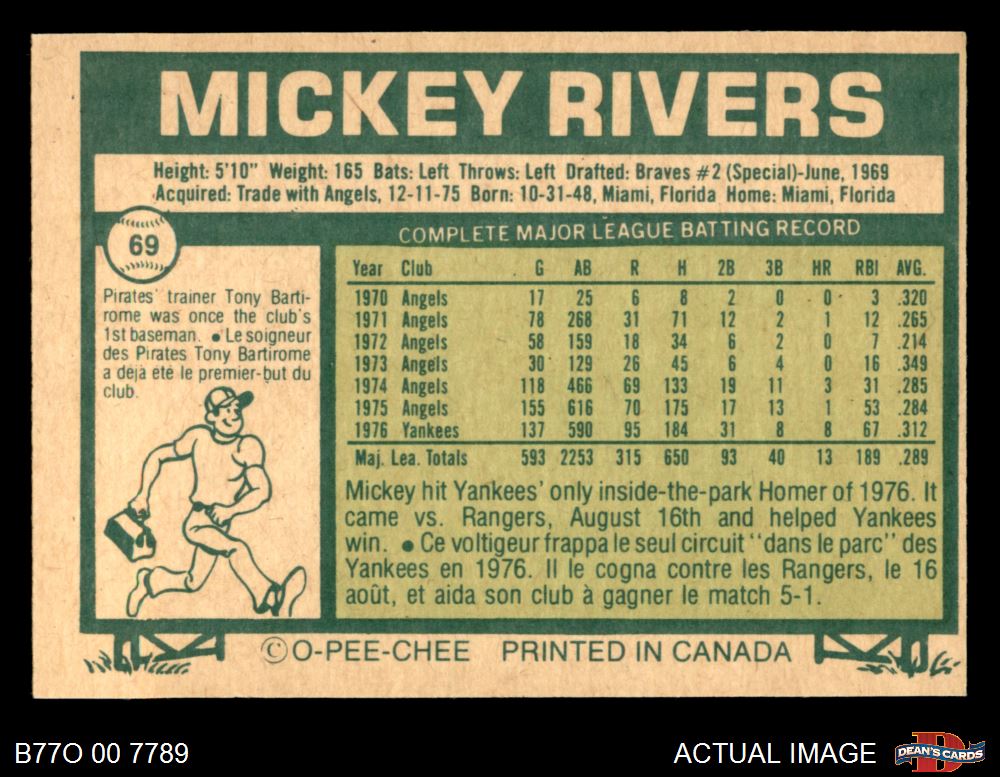 MICKEY RIVERS
Height: 5'10" Weight: 165 Bats: Left Throws: Left Drafted: Braves #2 (Special)-June, 1969
Acquired: Trade with Angels, 12-11-75 Born: 10-31-48, Miami, Florida Home: Miami, Florida
69
Pirates' trainer Tony Barti-
rome was once the club's
1st baseman. • Le soigneur
des Pirates Tony Bartirome
a déjà été le premier-but du
club.
COMPLETE MAJOR LEAGUE BATTING RECORD
Year Club G AB R H 2B 3B HR RBI AVG.
1970 Angels 17 25 6 8 2 0 0 3 .320
1971 Angels 78 268 31 71 12 2 1 12 .265
1972 Angels 58 159 18 34 6 2 0 7 .214
1973 Angels 30 129 26 45 6 4 0 16 .349
1974 Angels 118 466 69 133 19 11 3 31 .285
1975 Angels 155 616 70 175 17 13 1 53 .284
1976 Yankees 137 590 95 184 31 8 8 67 .312
Maj. Lea. Totals 593 2253 315 650 93 40 13 189 .289
Mickey hit Yankees' only inside-the-park Homer of 1976. It
came vs. Rangers, August 16th and helped Yankees
win. • Ce voltigeur frappa le seul circuit "dans le parc" des
Yankees en 1976. Il le cogna contre les Rangers, le 16
août, et aida son club à gagner le match 5-1.
© O-PEE-CHEE PRINTED IN CANADA
B77O 00 7789
ACTUAL IMAGE
D
DEAN'S CARDS